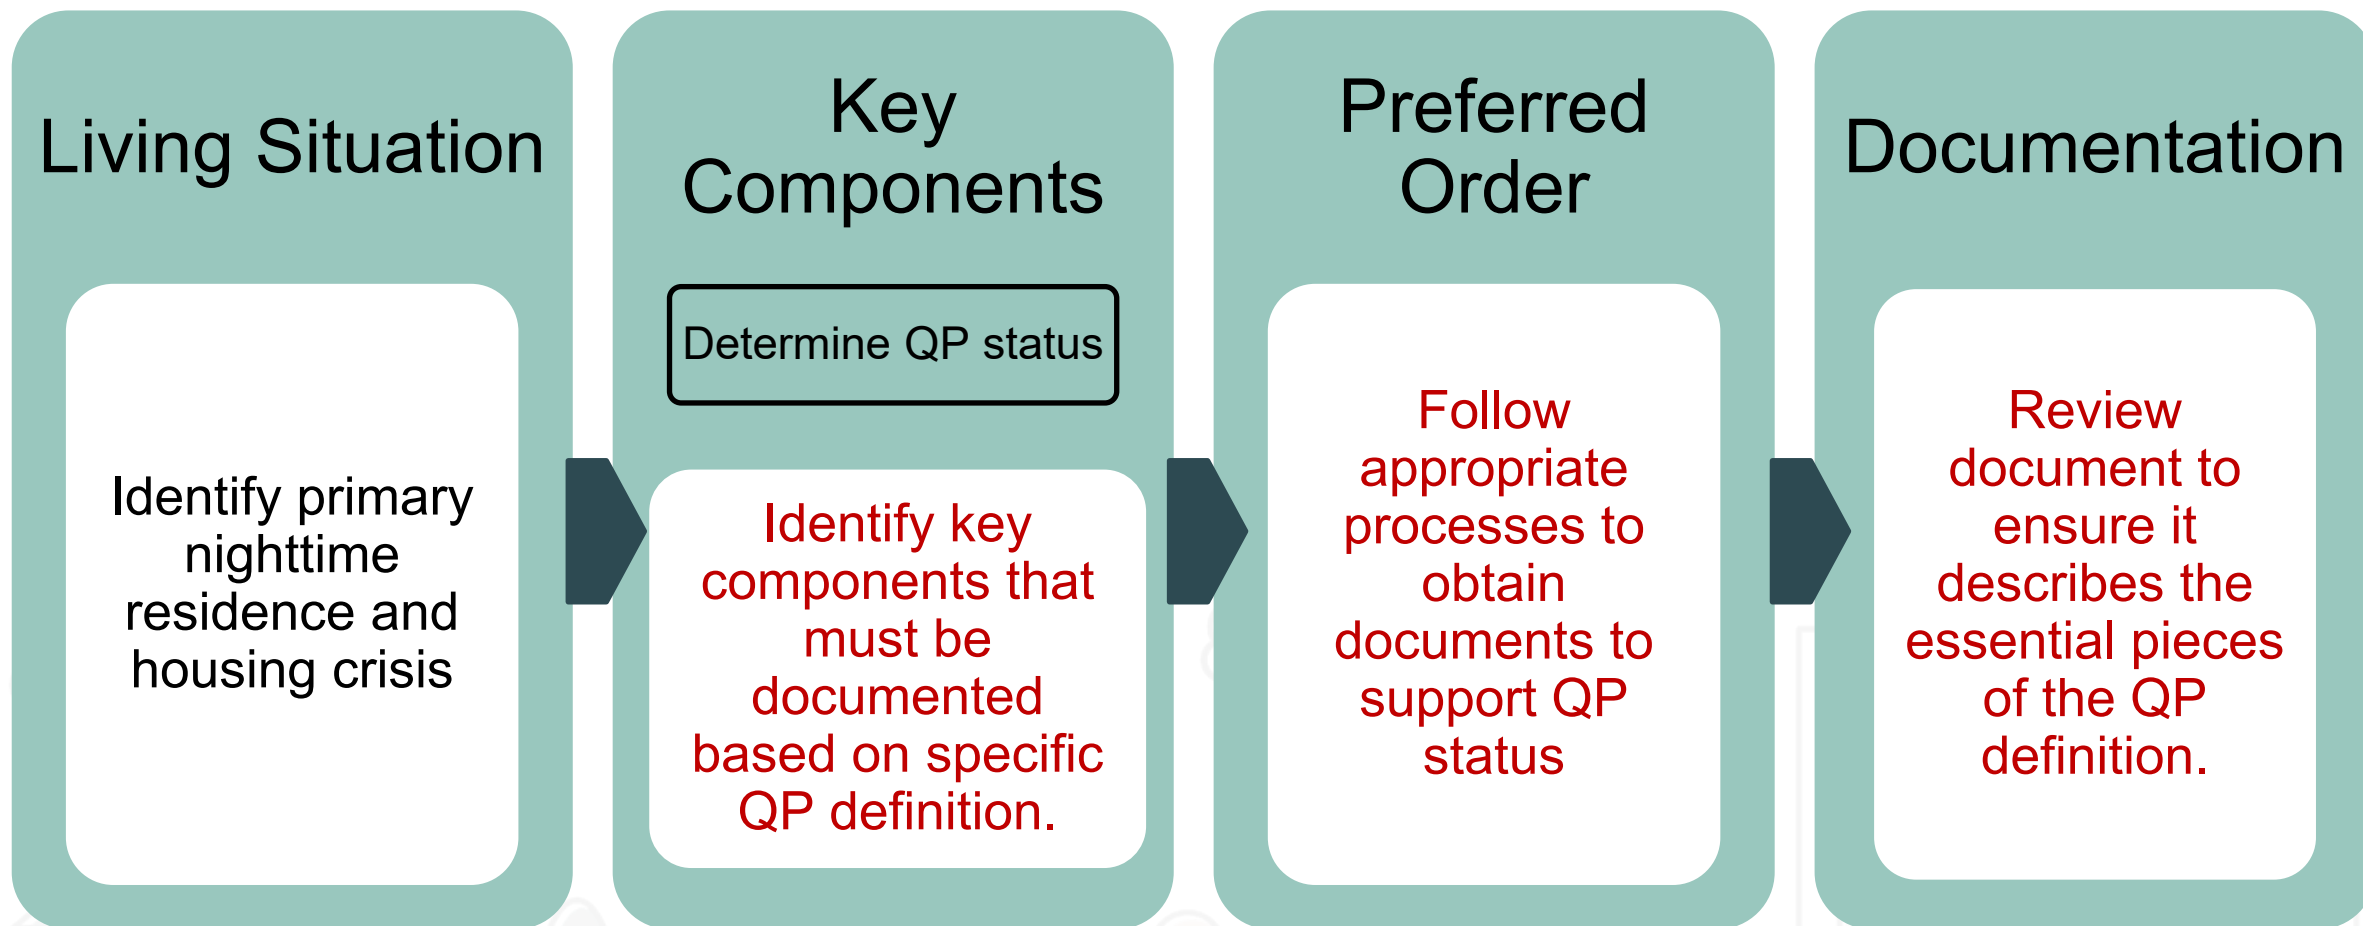 Living Situation
Identify primary
nighttime
residence and
housing crisis
Key
Components
Determine QP status
Identify key
components that
must be
documented
based on specific
QP definition.
Preferred
Order
Follow
appropriate
processes to
obtain
documents to
support QP
status
Documentation
Review
document to
ensure it
describes the
essential pieces
of the QP
definition.